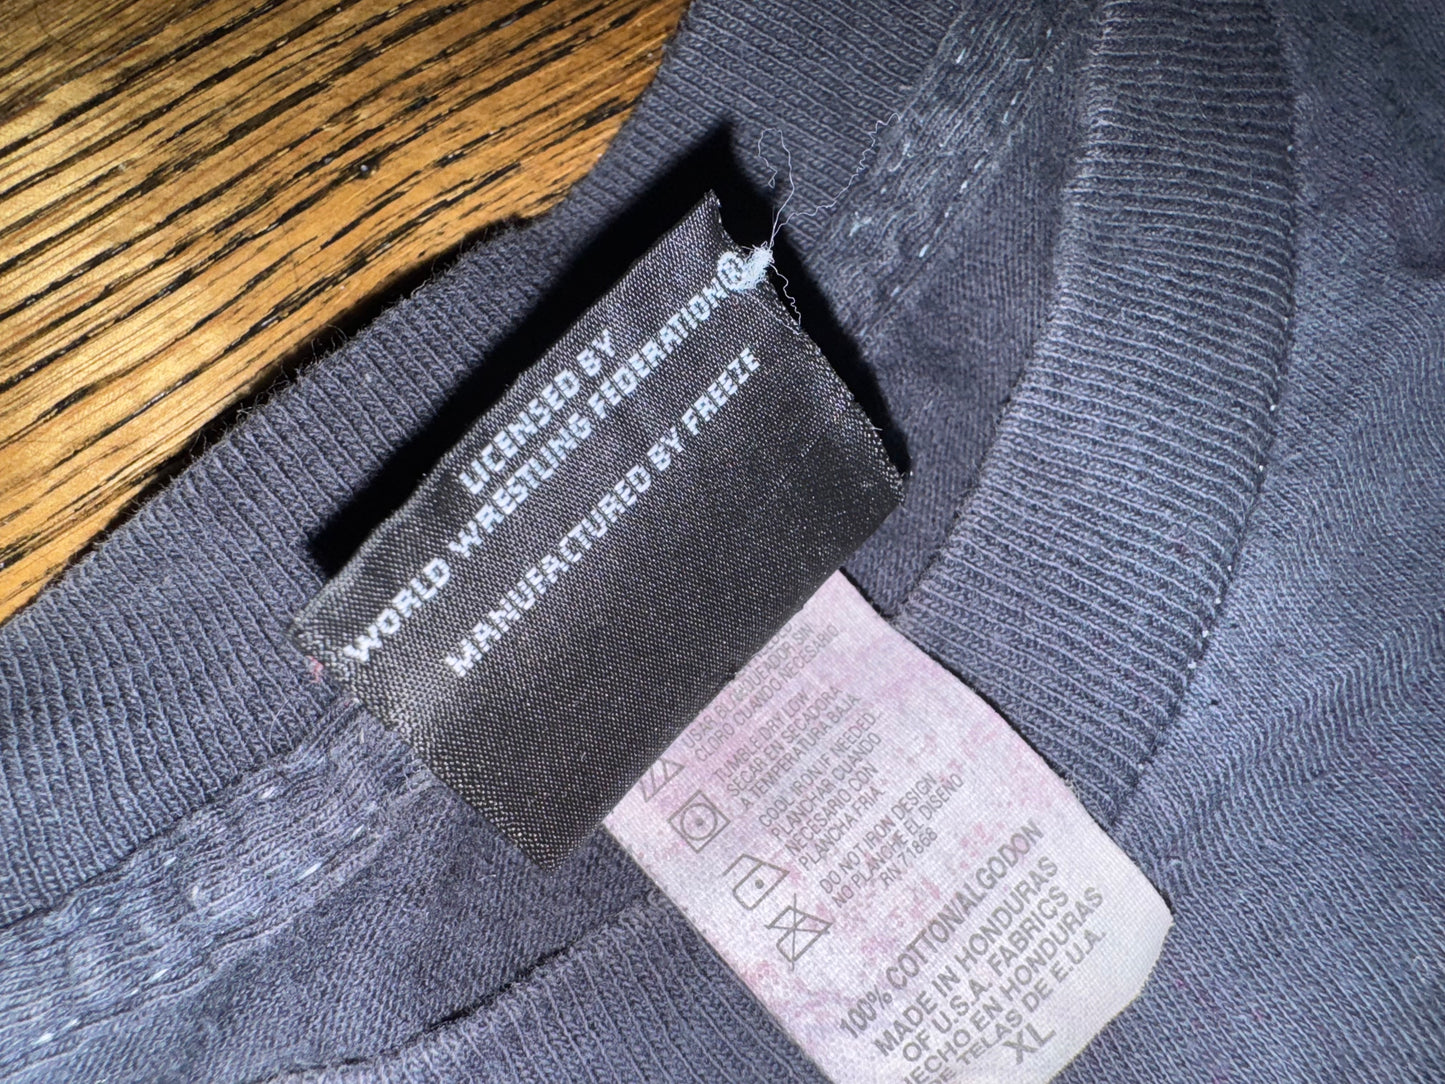 LICENSED BY
WORLD WRESTLING FEDERATION®
MANUFACTURED BY FREEZE
USAR BLANQUEADOR SIN
CLORO CUANDO NECESARIO
TUMBLE DRY LOW
SECAR EN SECADORA
A TEMPERATURA BAJA
COOL IRON IF NEEDED
PLANCHAR CUANDO
NECESARIO CON
PLANCHA FRIA
DO NOT IRON DESIGN
NO PLANCHE EL DISEÑO
RN 71868
100% COTTON/ALGODON
MADE IN HONDURAS
OF U.S.A. FABRICS
HECHO EN HONDURAS
DE TELAS DE E.U.A.
XL